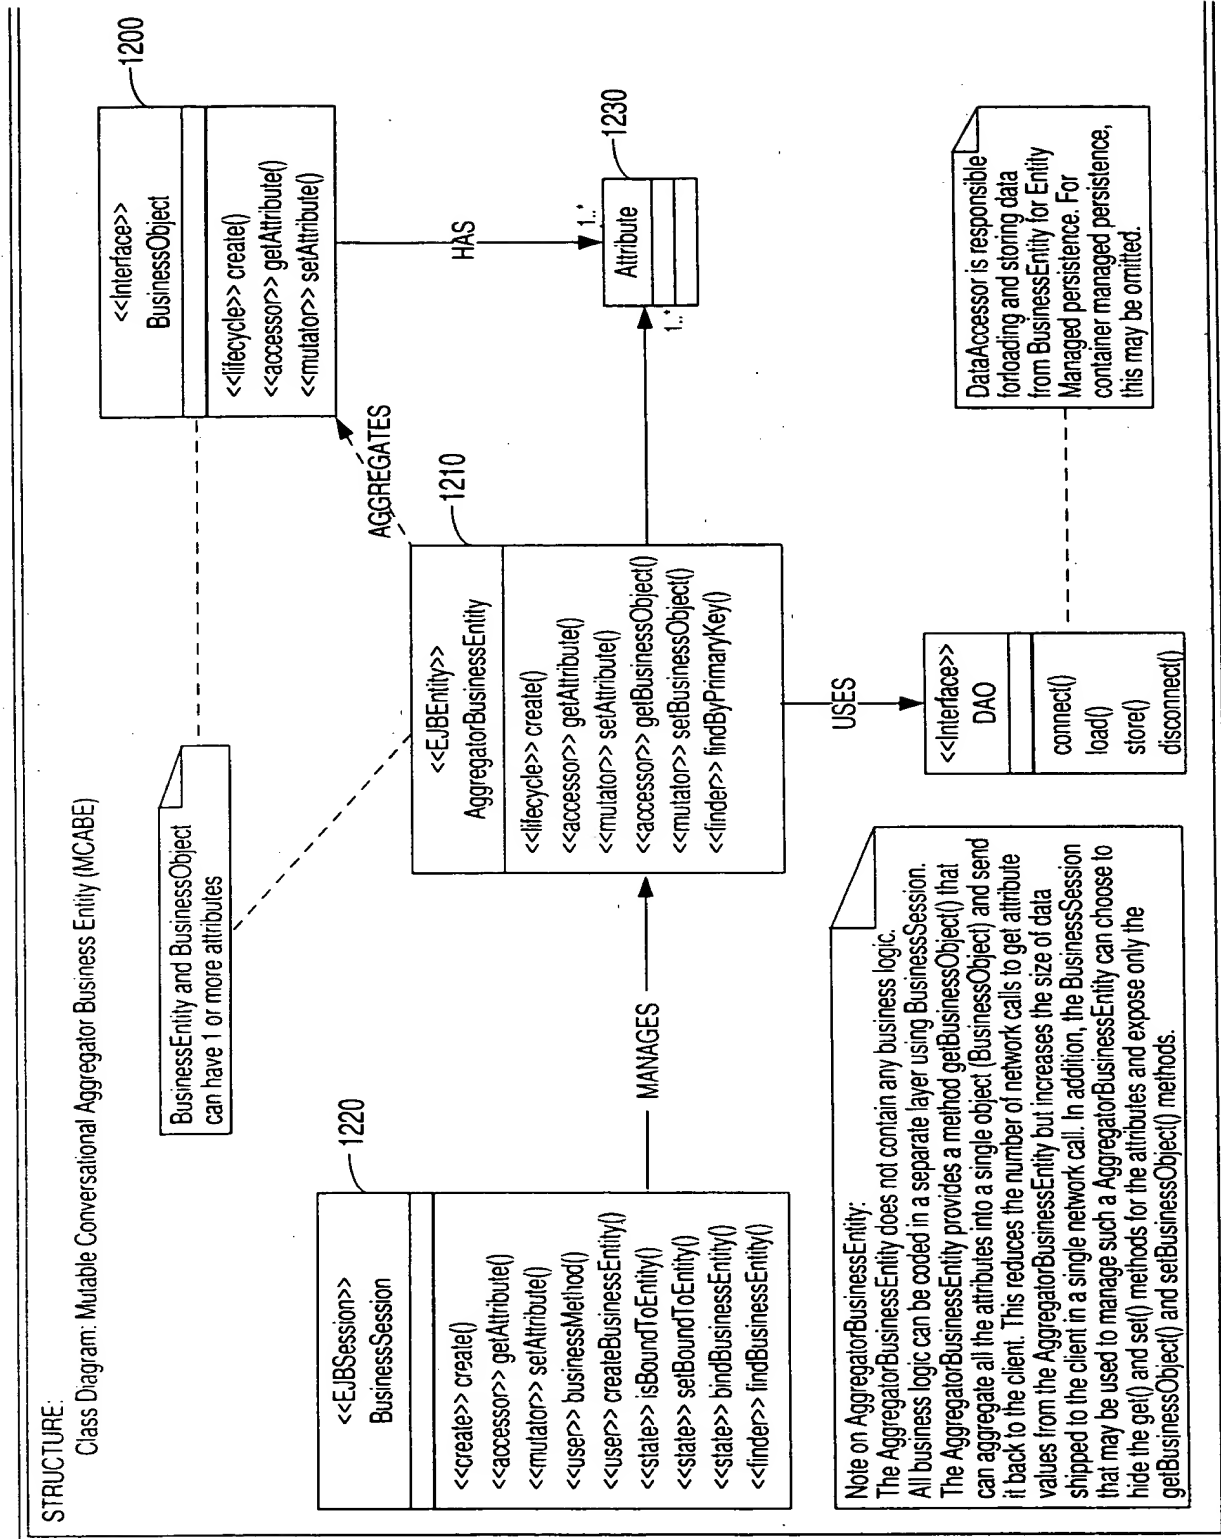 STRUCTURE:
Class Diagram: Mutable Conversational Aggregator Business Entity (MCABE)
BusinessEntity and BusinessObject
can have 1 or more attributes
<<Interface>>
BusinessObject
<<lifecycle>> create()
<<accessor>> getAttribute()
<<mutator>> setAttribute()
1200
1220
<<EJBSession>>
BusinessSession
<<create>> create()
<<accessor>> getAttribute()
<<mutator>> setAttribute()
<<user>> businessMethod()
<<user>> createBusinessEntity()
<<state>> isBoundToEntity()
<<state>> setBoundToEntity()
<<state>> bindBusinessEntity()
<<finder>> findBusinessEntity()
MANAGES
1210
<<EJBEntity>>
AggregatorBusinessEntity
<<lifecycle>> create()
<<accessor>> getAttribute()
<<mutator>> setAttribute()
<<accessor>> getBusinessObject()
<<mutator>> setBusinessObject()
<<finder>> findByPrimaryKey()
AGGREGATES
HAS
1..*
1230
Attribute
1..*
USES
<<Interface>>
DAO
connect()
load()
store()
disconnect()
DataAccessor is responsible
forloading and storing data
from BusinessEntity for Entity
Managed persistence. For
container managed persistence,
this may be omitted.
Note on AggregatorBusinessEntity:
The AggregatorBusinessEntity does not contain any business logic.
All business logic can be coded in a separate layer using BusinessSession.
The AggregatorBusinessEntity provides a method getBusinessObject() that
can aggregate all the attributes into a single object (BusinessObject) and send
it back to the client. This reduces the number of network calls to get attribute
values from the AggregatorBusinessEntity but increases the size of data
shipped to the client in a single network call. In addition, the BusinessSession
that may be used to manage such a AggregatorBusinessEntity can choose to
hide the get() and set() methods for the attributes and expose only the
getBusinessObject() and setBusinessObject() methods.